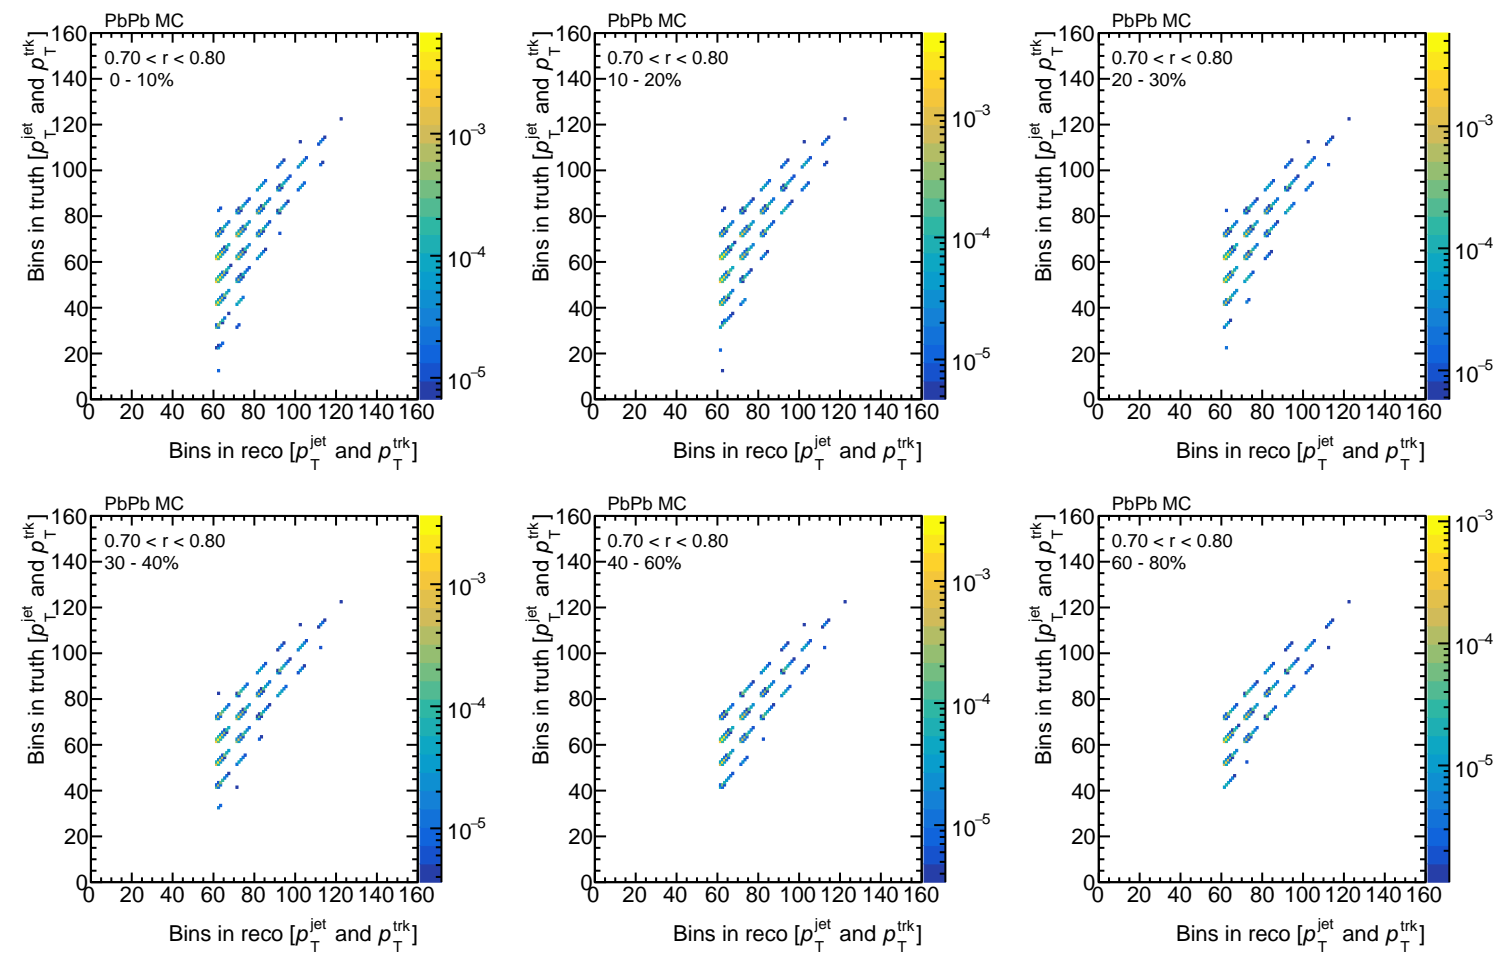 PbPb MC
0.70 < r < 0.80
0 - 10%
Bins in truth [p_T^jet and p_T^trk]
160
140
120
100
80
60
40
20
0
0 20 40 60 80 100 120 140 160
Bins in reco [p_T^jet and p_T^trk]
10^−3
10^−4
10^−5
PbPb MC
0.70 < r < 0.80
10 - 20%
Bins in truth [p_T^jet and p_T^trk]
160
140
120
100
80
60
40
20
0
0 20 40 60 80 100 120 140 160
Bins in reco [p_T^jet and p_T^trk]
10^−3
10^−4
10^−5
PbPb MC
0.70 < r < 0.80
20 - 30%
Bins in truth [p_T^jet and p_T^trk]
160
140
120
100
80
60
40
20
0
0 20 40 60 80 100 120 140 160
Bins in reco [p_T^jet and p_T^trk]
10^−3
10^−4
10^−5
PbPb MC
0.70 < r < 0.80
30 - 40%
Bins in truth [p_T^jet and p_T^trk]
160
140
120
100
80
60
40
20
0
0 20 40 60 80 100 120 140 160
Bins in reco [p_T^jet and p_T^trk]
10^−3
10^−4
10^−5
PbPb MC
0.70 < r < 0.80
40 - 60%
Bins in truth [p_T^jet and p_T^trk]
160
140
120
100
80
60
40
20
0
0 20 40 60 80 100 120 140 160
Bins in reco [p_T^jet and p_T^trk]
10^−3
10^−4
10^−5
PbPb MC
0.70 < r < 0.80
60 - 80%
Bins in truth [p_T^jet and p_T^trk]
160
140
120
100
80
60
40
20
0
0 20 40 60 80 100 120 140 160
Bins in reco [p_T^jet and p_T^trk]
10^−3
10^−4
10^−5